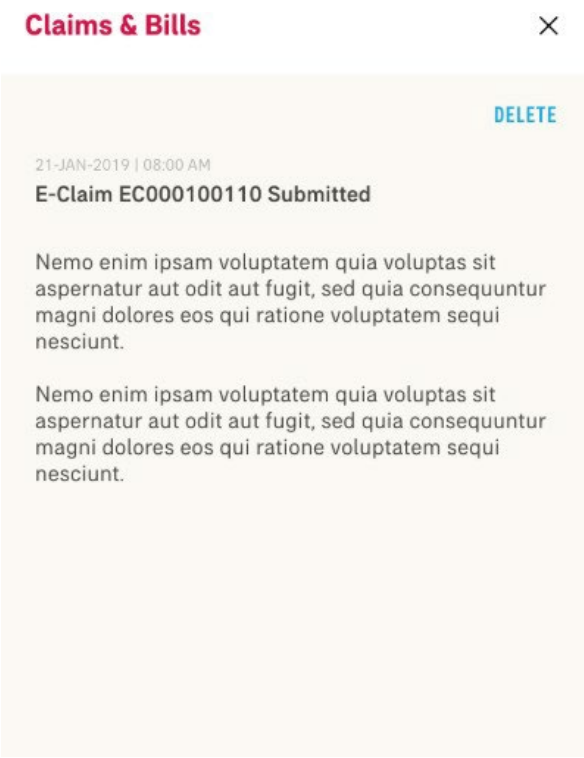 Claims & Bills
DELETE
21-JAN-2019 | 08:00 AM
E-Claim EC000100110 Submitted
Nemo enim ipsam voluptatem quia voluptas sit
aspernatur aut odit aut fugit, sed quia consequuntur
magni dolores eos qui ratione voluptatem sequi
nesciunt.
Nemo enim ipsam voluptatem quia voluptas sit
aspernatur aut odit aut fugit, sed quia consequuntur
magni dolores eos qui ratione voluptatem sequi
nesciunt.